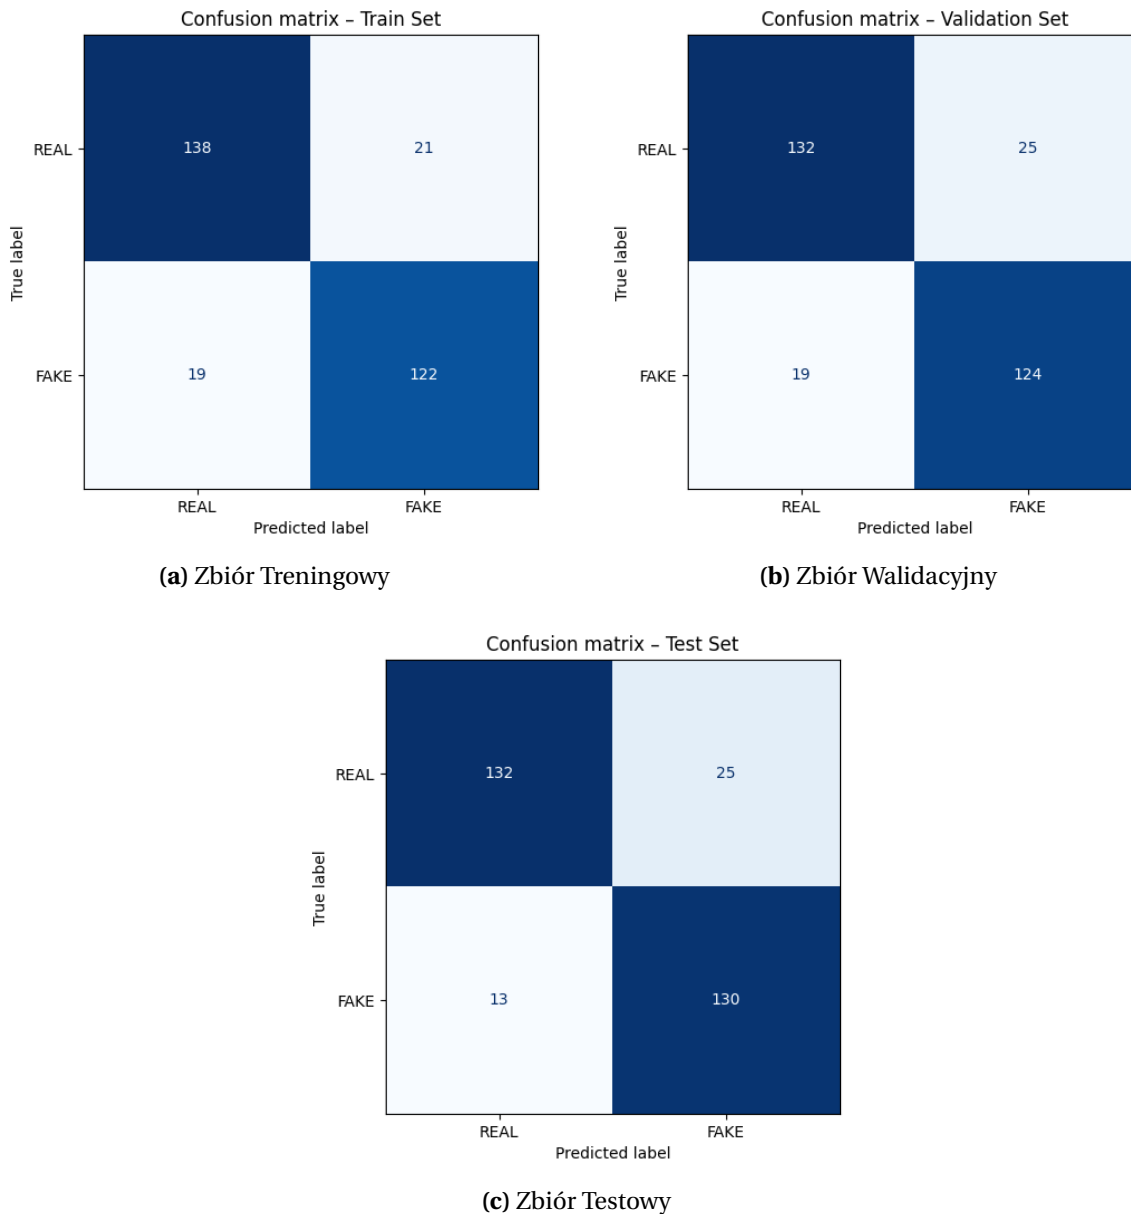 Confusion matrix – Train Set
True label
REAL
138
21
FAKE
19
122
REAL
FAKE
Predicted label
(a) Zbiór Treningowy
Confusion matrix – Validation Set
True label
REAL
132
25
FAKE
19
124
REAL
FAKE
Predicted label
(b) Zbiór Walidacyjny
Confusion matrix – Test Set
True label
REAL
132
25
FAKE
13
130
REAL
FAKE
Predicted label
(c) Zbiór Testowy